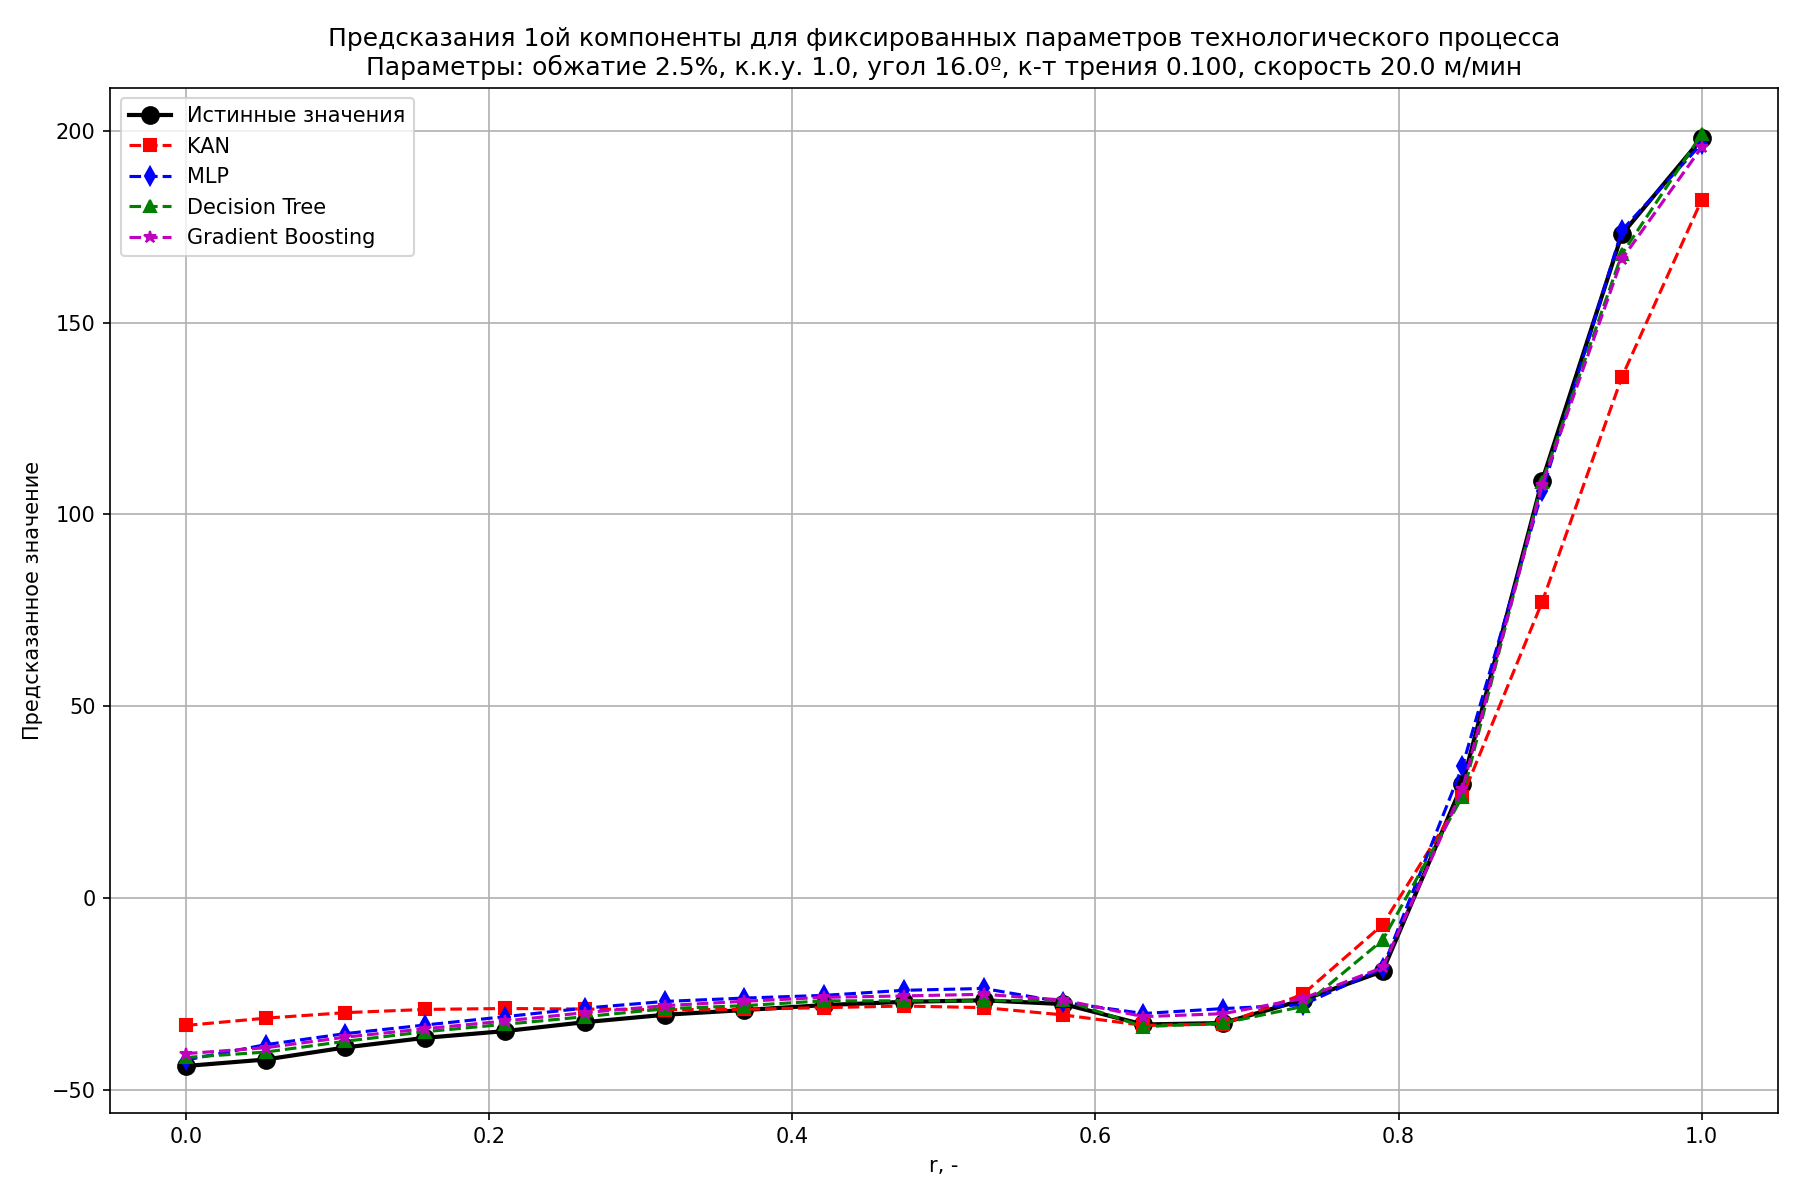 Предсказания 1ой компоненты для фиксированных параметров технологического процесса
Параметры: обжатие 2.5%, к.к.у. 1.0, угол 16.0º, к-т трения 0.100, скорость 20.0 м/мин
Истинные значения
KAN
MLP
Decision Tree
Gradient Boosting
Предсказанное значение
200
150
100
50
0
−50
0.0
0.2
0.4
0.6
0.8
1.0
r, -